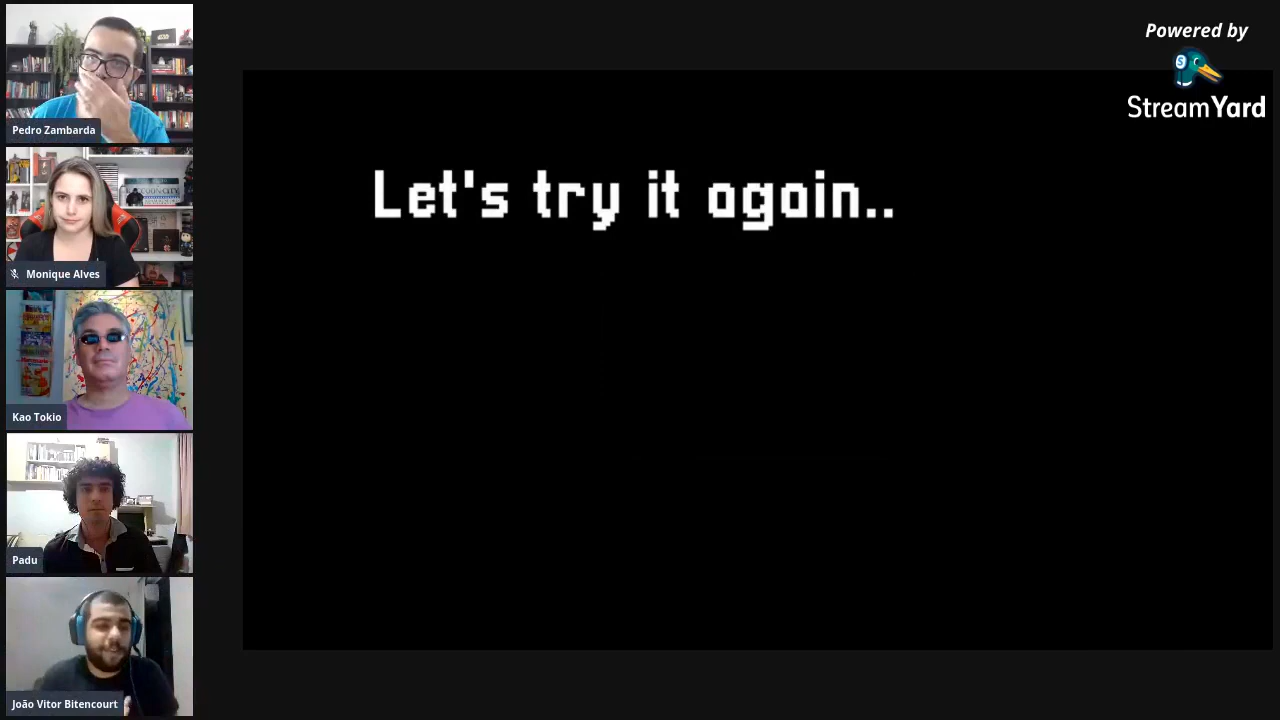 Pedro Zambarda
Monique Alves
Kao Tokio
Padu
João Vitor Bitencourt
Let's try it again..
Powered by
StreamYard